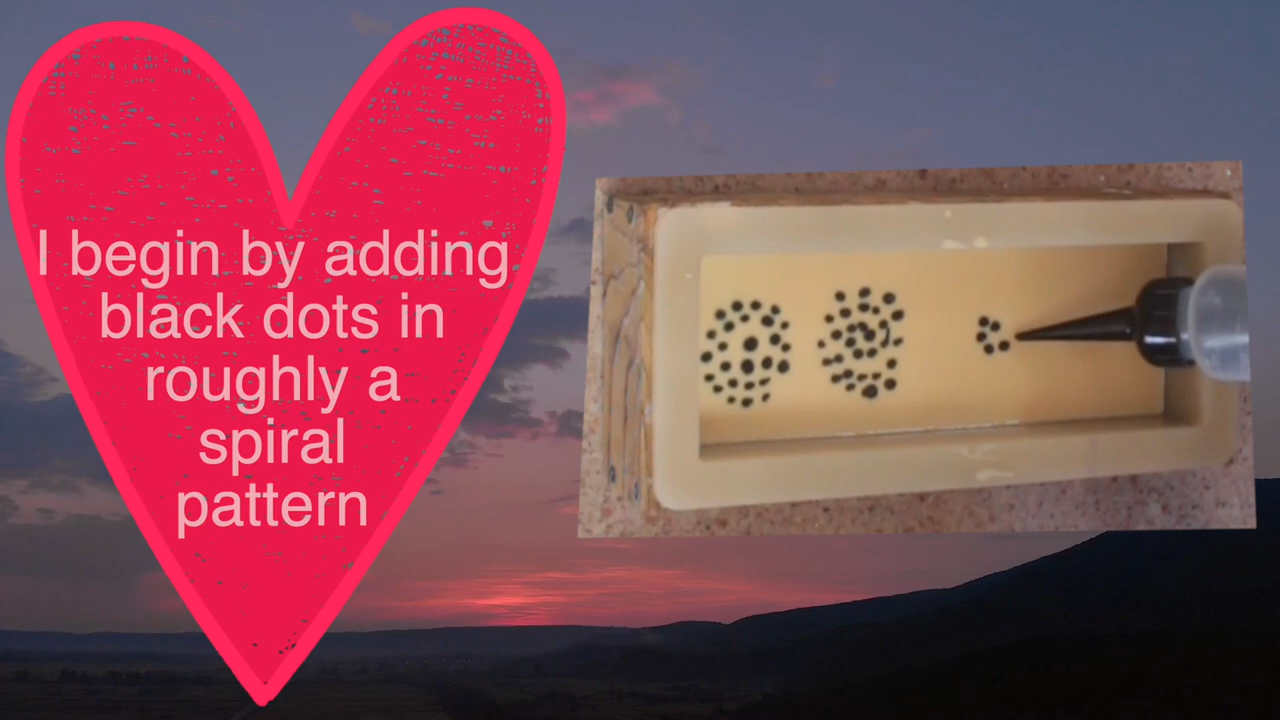 I begin by adding
black dots in
roughly a
spiral
pattern